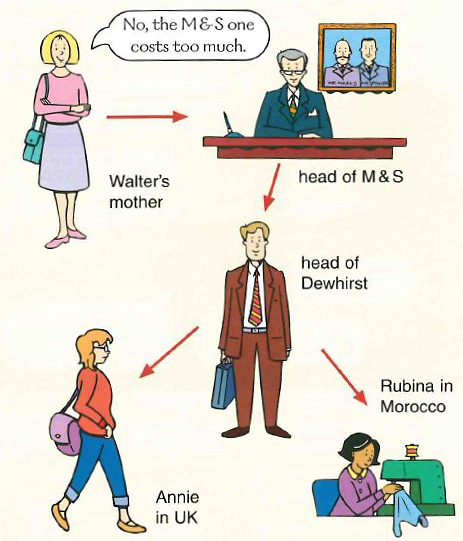 No, the M&S one
costs too much.
Walter's
mother
head of M&S
head of
Dewhirst
Rubina in
Morocco
Annie
in UK